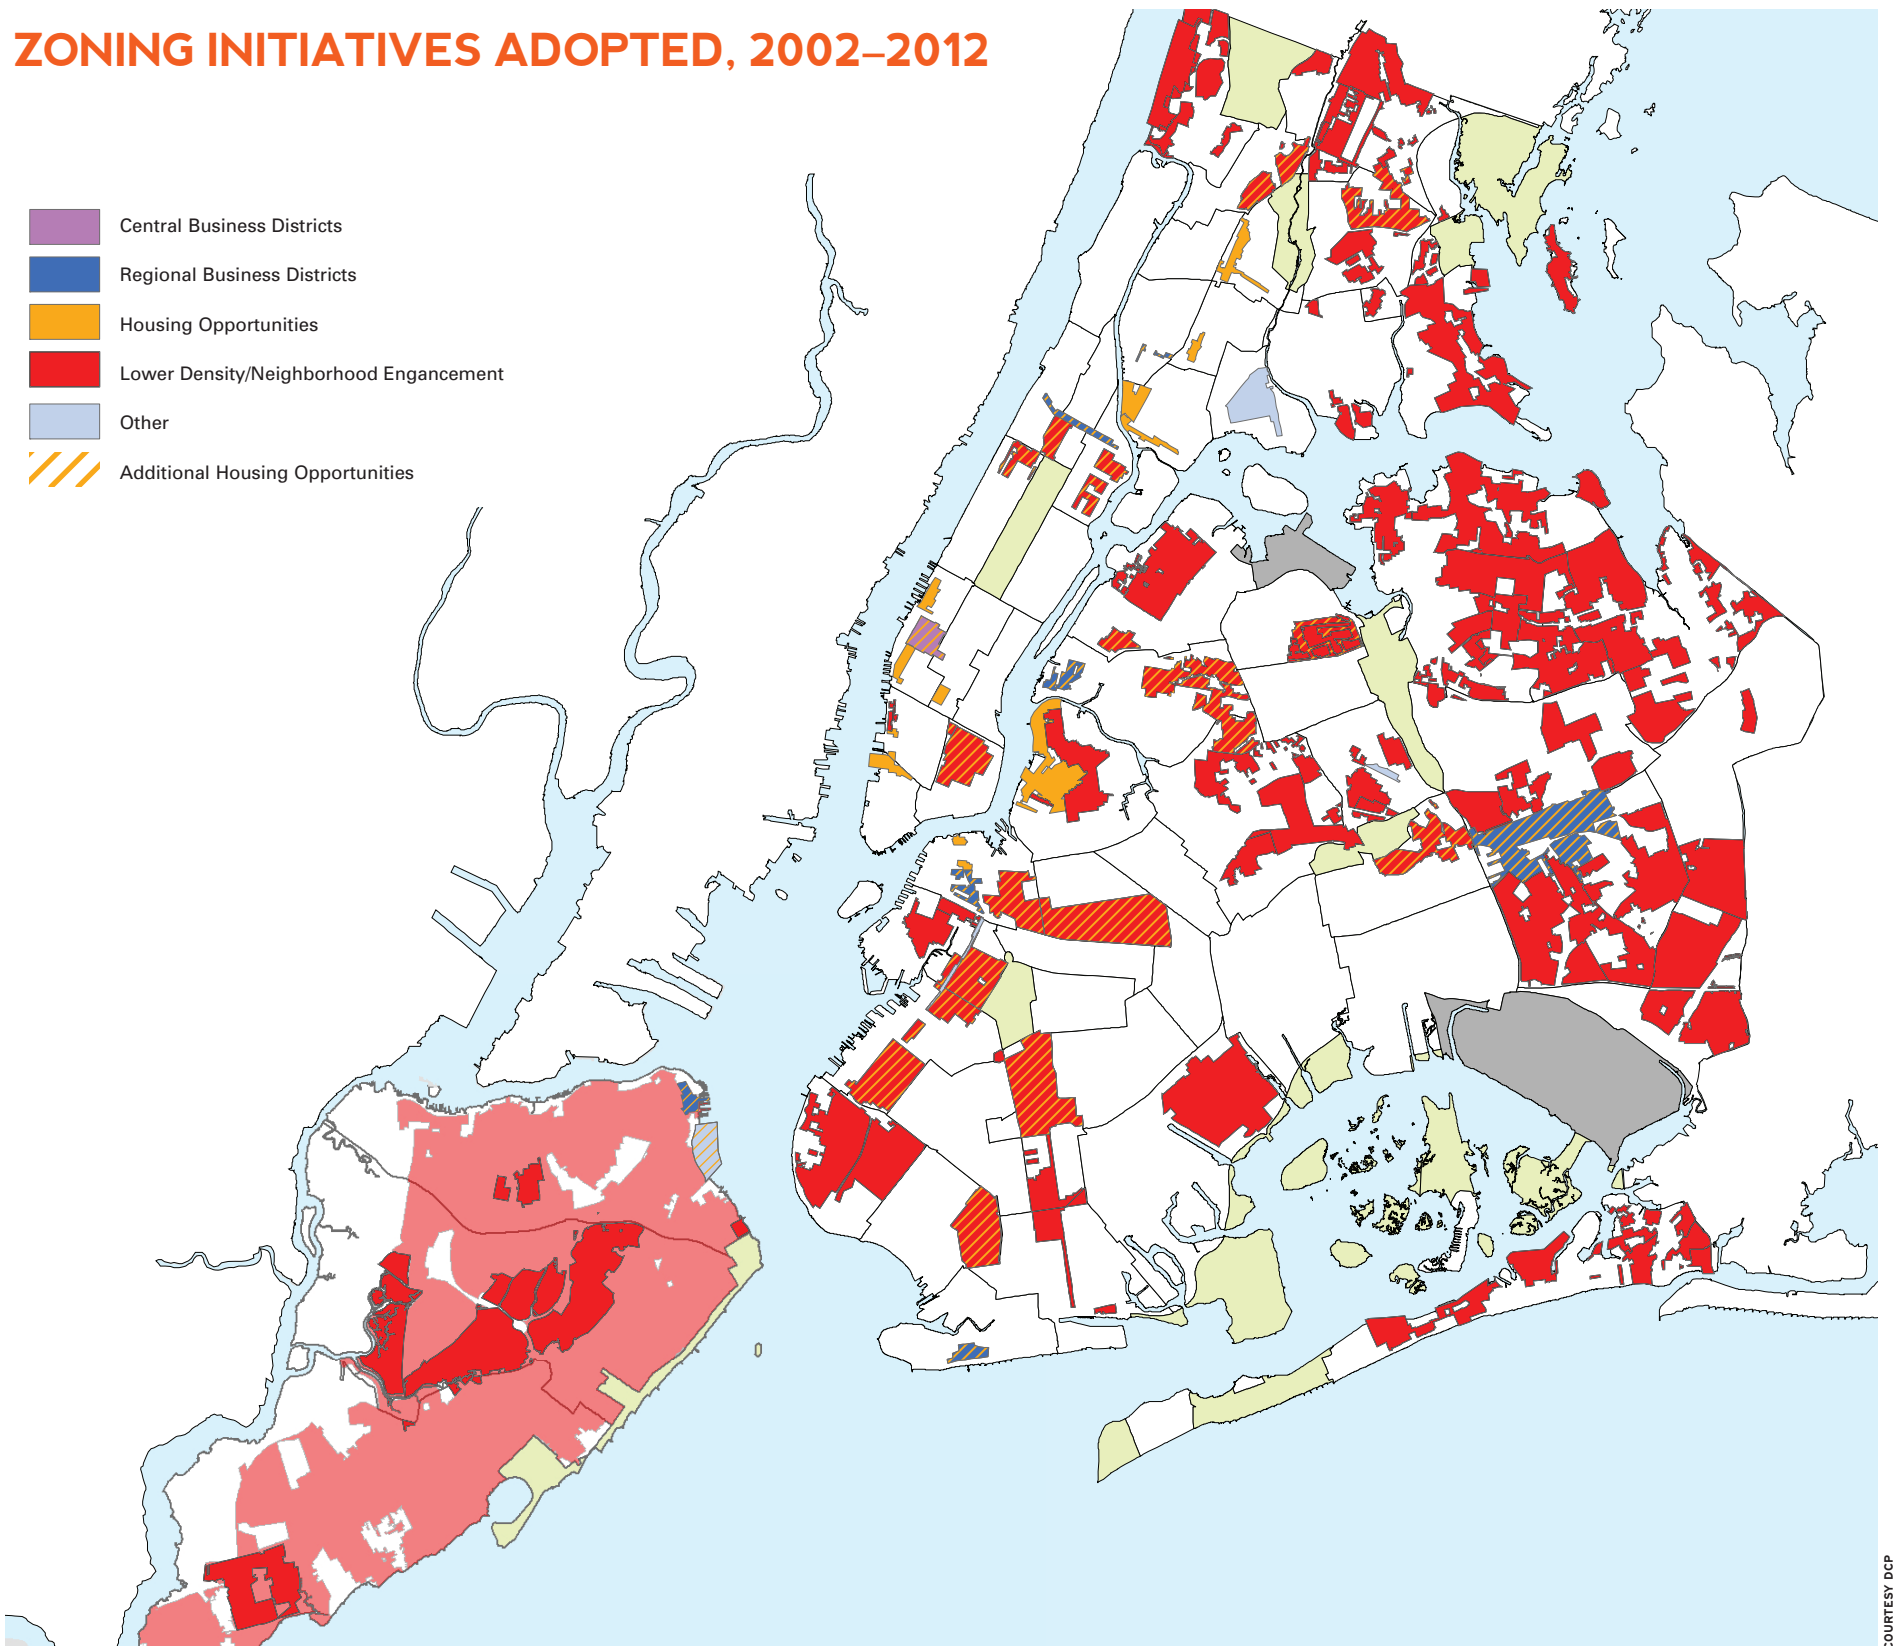 ZONING INITIATIVES ADOPTED, 2002–2012
Central Business Districts
Regional Business Districts
Housing Opportunities
Lower Density/Neighborhood Engancement
Other
Additional Housing Opportunities
COURTESY DCP